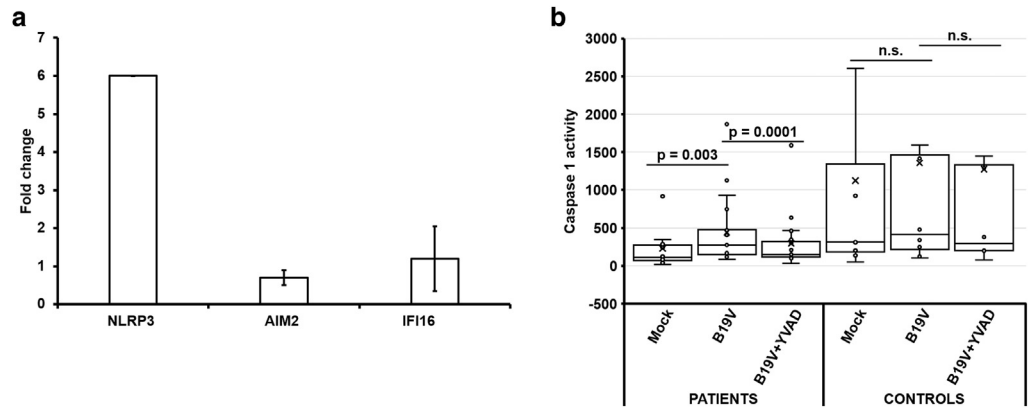 a
7
6
5
4
3
2
1
0
Fold change
NLRP3 AIM2 IFI16
b
3000
2500
2000
1500
1000
500
0
-500
Caspase 1 activity
p = 0.003
p = 0.0001
n.s.
n.s.
Mock
B19V
B19V+YVAD
Mock
B19V
B19V+YVAD
PATIENTS CONTROLS